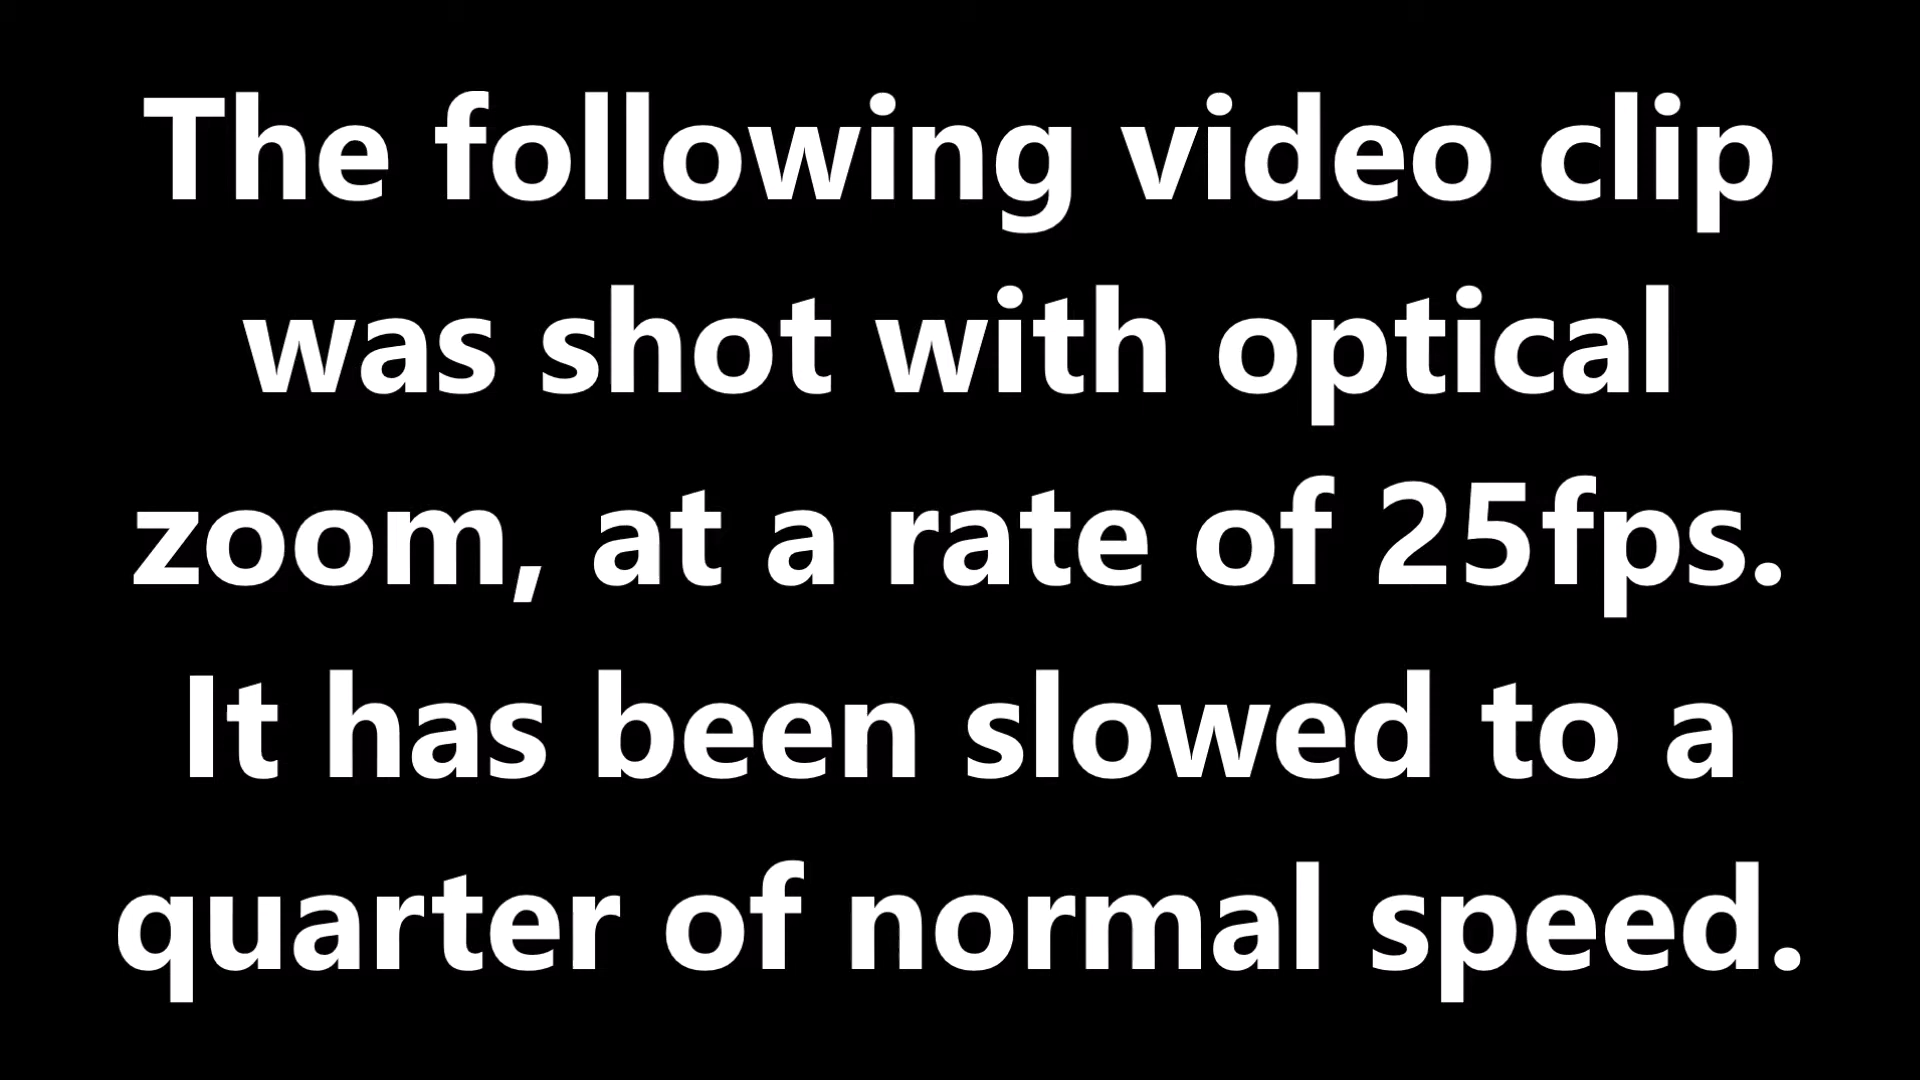 The following video clip
was shot with optical
zoom, at a rate of 25fps.
It has been slowed to a
quarter of normal speed.